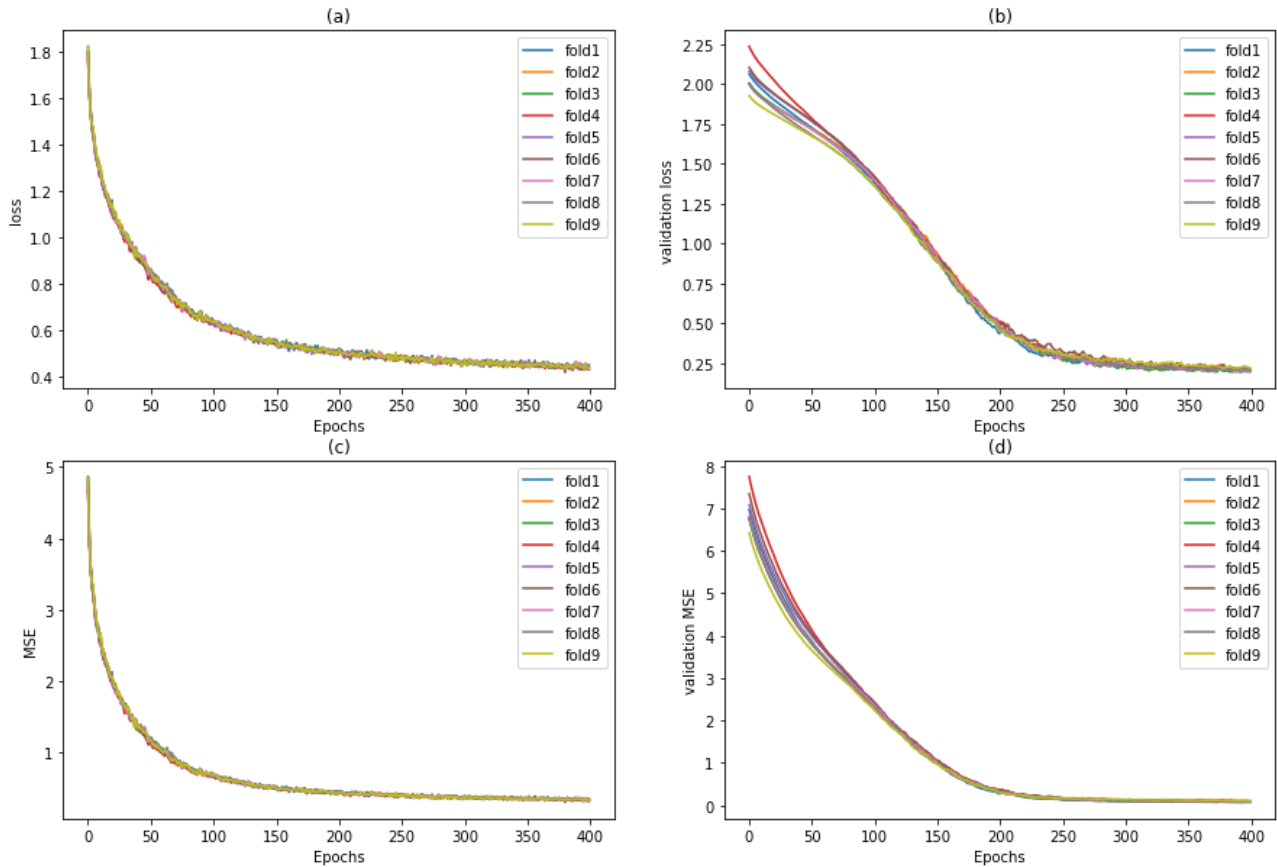 (a)
1.8
1.6
1.4
1.2
1.0
0.8
0.6
0.4
loss
0 50 100 150 200 250 300 350 400
Epochs
fold1
fold2
fold3
fold4
fold5
fold6
fold7
fold8
fold9
(b)
2.25
2.00
1.75
1.50
1.25
1.00
0.75
0.50
0.25
validation loss
0 50 100 150 200 250 300 350 400
Epochs
fold1
fold2
fold3
fold4
fold5
fold6
fold7
fold8
fold9
(c)
5
4
3
2
1
MSE
0 50 100 150 200 250 300 350 400
Epochs
fold1
fold2
fold3
fold4
fold5
fold6
fold7
fold8
fold9
(d)
8
7
6
5
4
3
2
1
0
validation MSE
0 50 100 150 200 250 300 350 400
Epochs
fold1
fold2
fold3
fold4
fold5
fold6
fold7
fold8
fold9